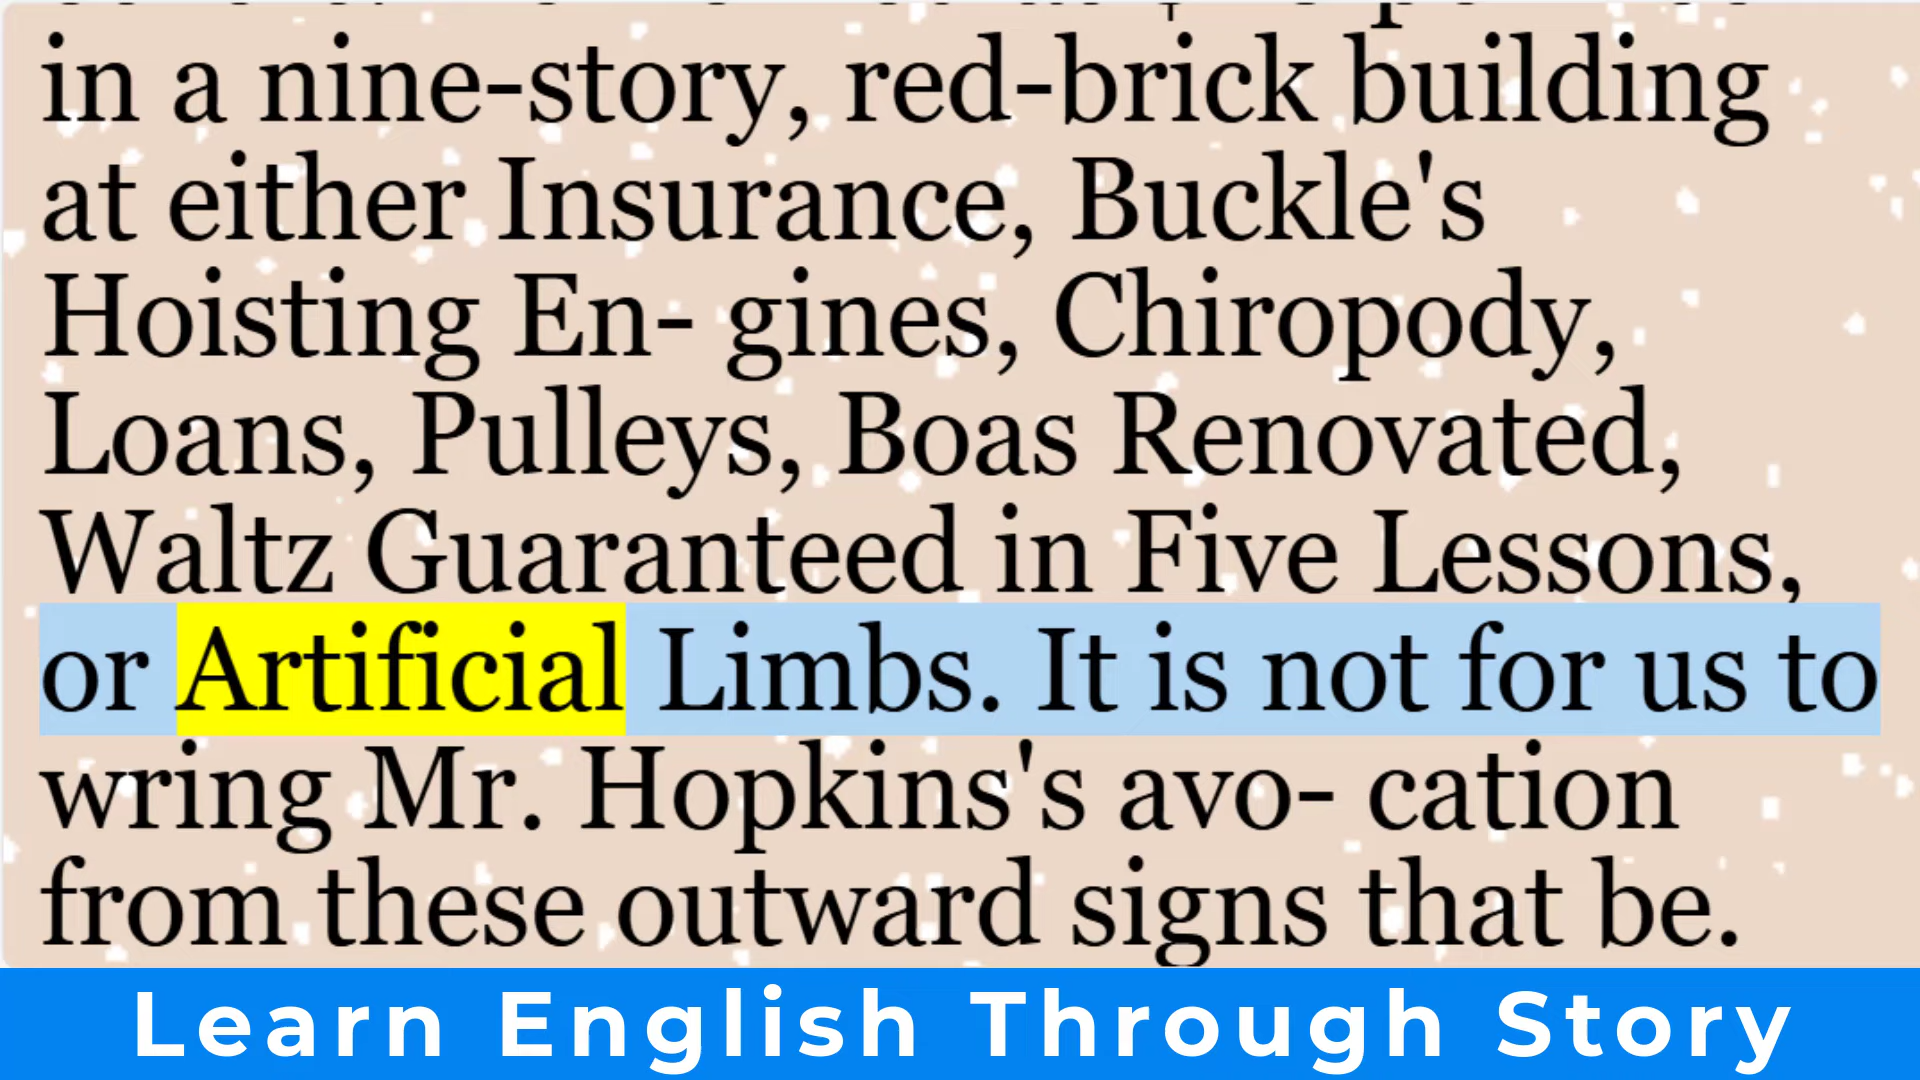 in a nine-story, red-brick building
at either Insurance, Buckle's
Hoisting En- gines, Chiropody,
Loans, Pulleys, Boas Renovated,
Waltz Guaranteed in Five Lessons,
or Artificial Limbs. It is not for us to
wring Mr. Hopkins's avo- cation
from these outward signs that be.
Learn English Through Story